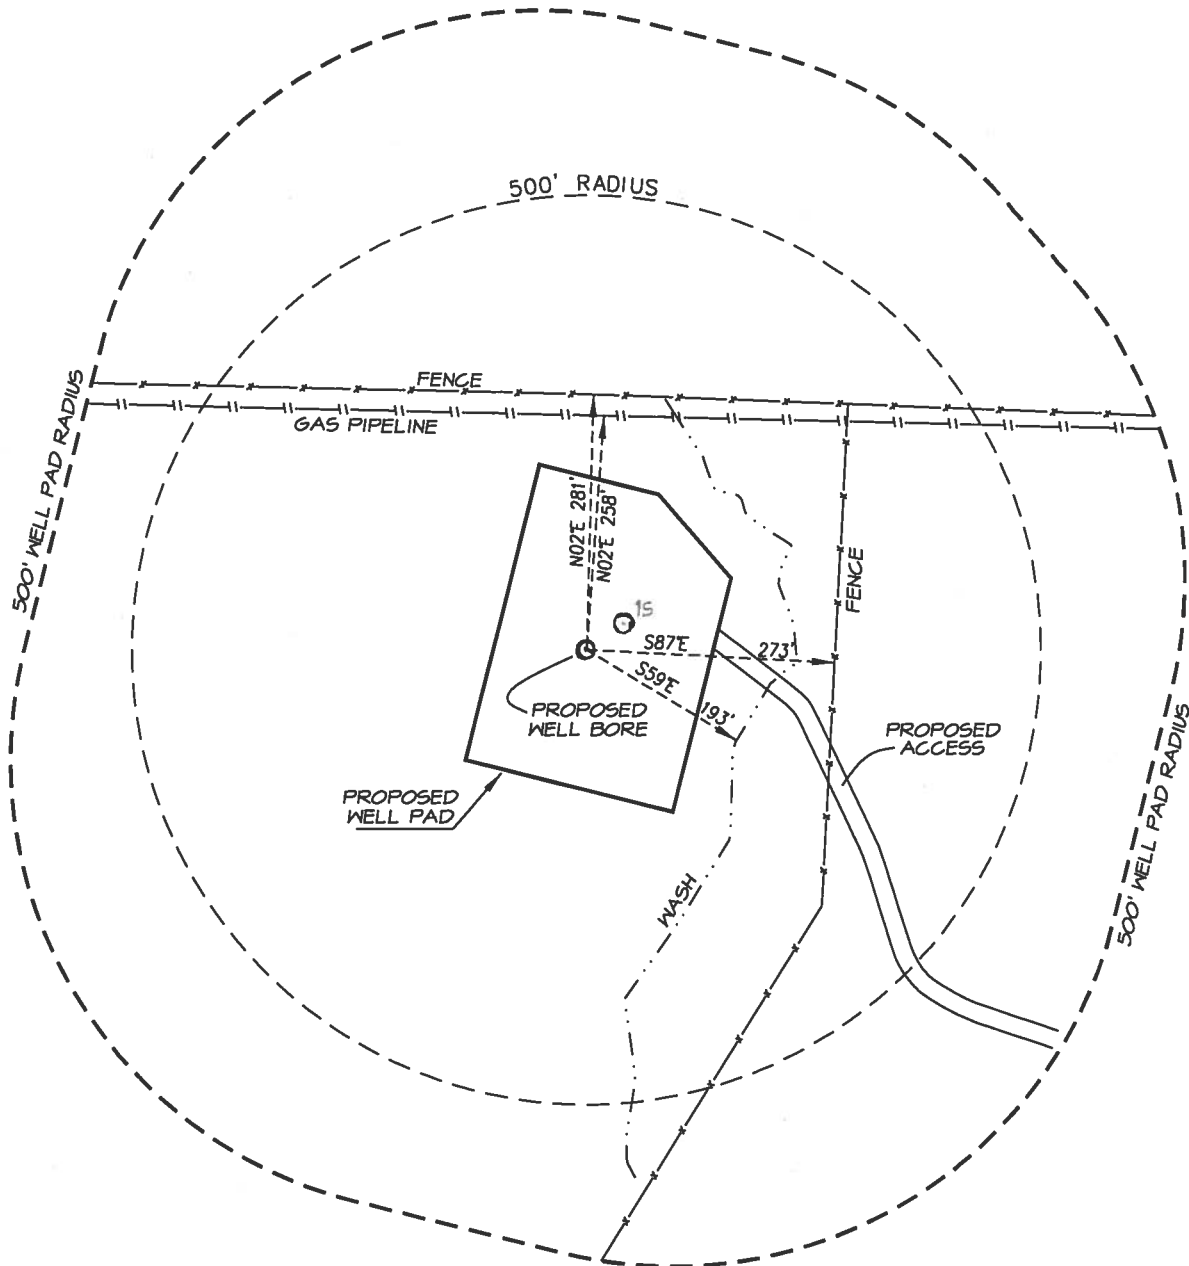 500' RADIUS
FENCE
GAS PIPELINE
500' WELL PAD RADIUS
N02°E 281'
N02°E 258'
FENCE
1S
S87°E 273'
S59°E 193'
PROPOSED
WELL BORE
PROPOSED
ACCESS
PROPOSED
WELL PAD
WASH
500' WELL PAD RADIUS